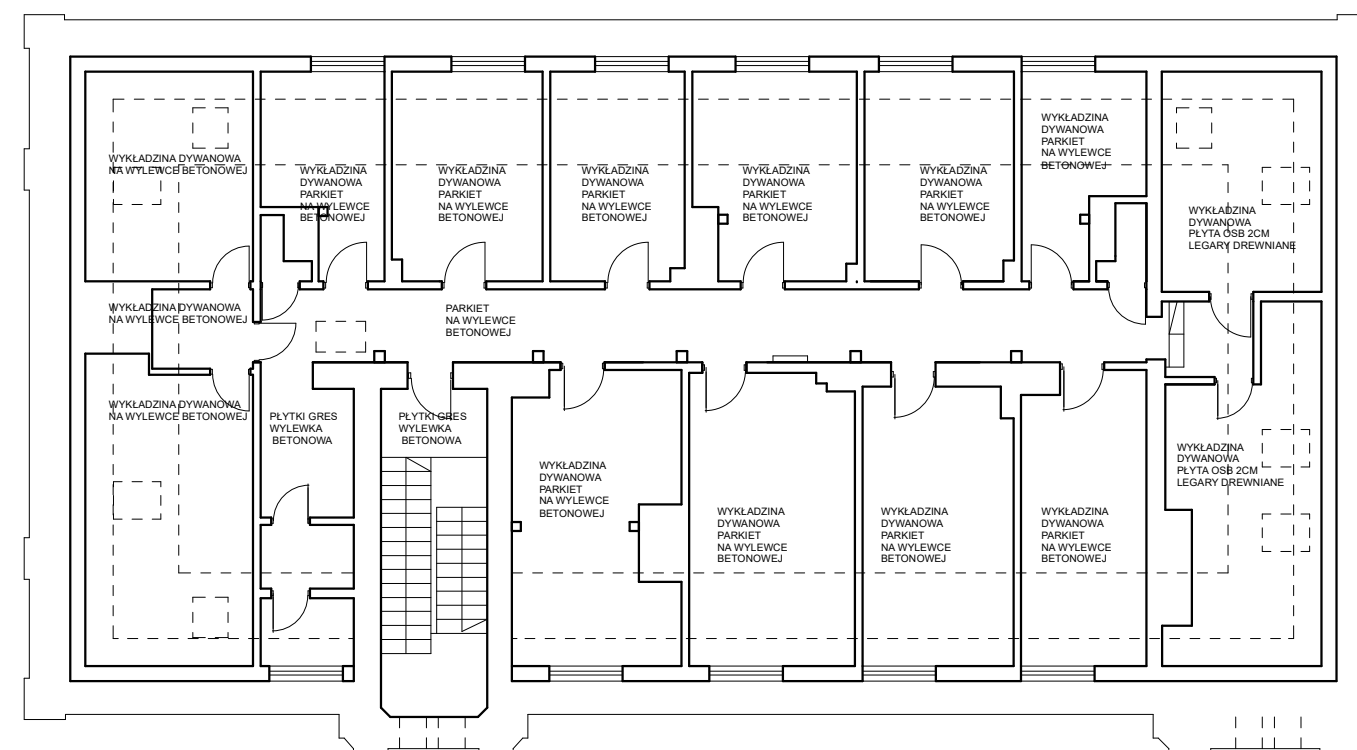 WYKŁADZINA DYWANOWA
NA WYLEWCE BETONOWEJ
WYKŁADZINA
DYWANOWA
PARKIET
NA WYLEWCE
BETONOWEJ
WYKŁADZINA
DYWANOWA
PARKIET
NA WYLEWCE
BETONOWEJ
WYKŁADZINA
DYWANOWA
PARKIET
NA WYLEWCE
BETONOWEJ
WYKŁADZINA
DYWANOWA
PARKIET
NA WYLEWCE
BETONOWEJ
WYKŁADZINA
DYWANOWA
PARKIET
NA WYLEWCE
BETONOWEJ
WYKŁADZINA
DYWANOWA
PARKIET
NA WYLEWCE
BETONOWEJ
WYKŁADZINA
DYWANOWA
PŁYTA OSB 2CM
LEGARY DREWNIANE
WYKŁADZINA DYWANOWA
NA WYLEWCE BETONOWEJ
PARKIET
NA WYLEWCE
BETONOWEJ
WYKŁADZINA DYWANOWA
NA WYLEWCE BETONOWEJ
PŁYTKI GRES
WYLEWKA
BETONOWA
PŁYTKI GRES
WYLEWKA
BETONOWA
WYKŁADZINA
DYWANOWA
PARKIET
NA WYLEWCE
BETONOWEJ
WYKŁADZINA
DYWANOWA
PARKIET
NA WYLEWCE
BETONOWEJ
WYKŁADZINA
DYWANOWA
PARKIET
NA WYLEWCE
BETONOWEJ
WYKŁADZINA
DYWANOWA
PARKIET
NA WYLEWCE
BETONOWEJ
WYKŁADZINA
DYWANOWA
PŁYTA OSB 2CM
LEGARY DREWNIANE